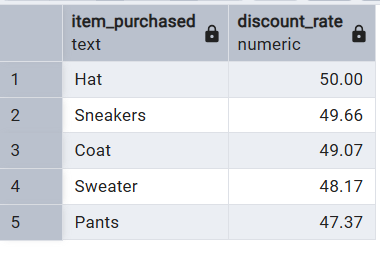 item_purchased discount_rate
text numeric
1 Hat 50.00
2 Sneakers 49.66
3 Coat 49.07
4 Sweater 48.17
5 Pants 47.37